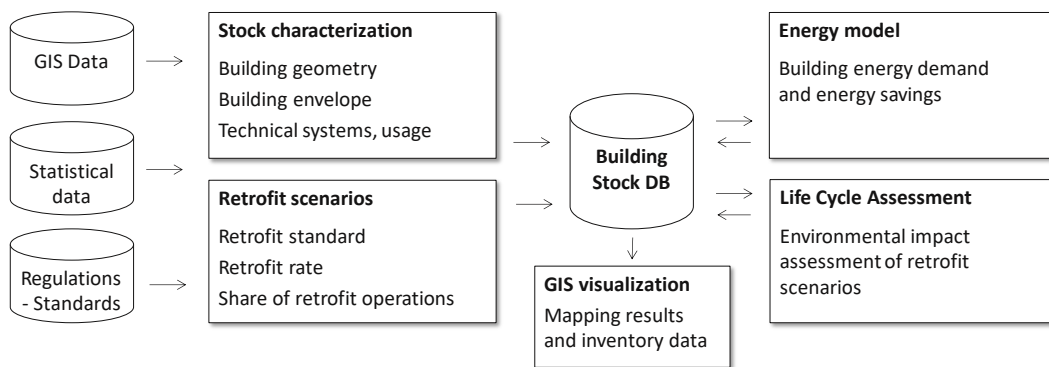 GIS Data
Statistical
data
Regulations
- Standards
Stock characterization
Building geometry
Building envelope
Technical systems, usage
Retrofit scenarios
Retrofit standard
Retrofit rate
Share of retrofit operations
Building
Stock DB
GIS visualization
Mapping results
and inventory data
Energy model
Building energy demand
and energy savings
Life Cycle Assessment
Environmental impact
assessment of retrofit
scenarios